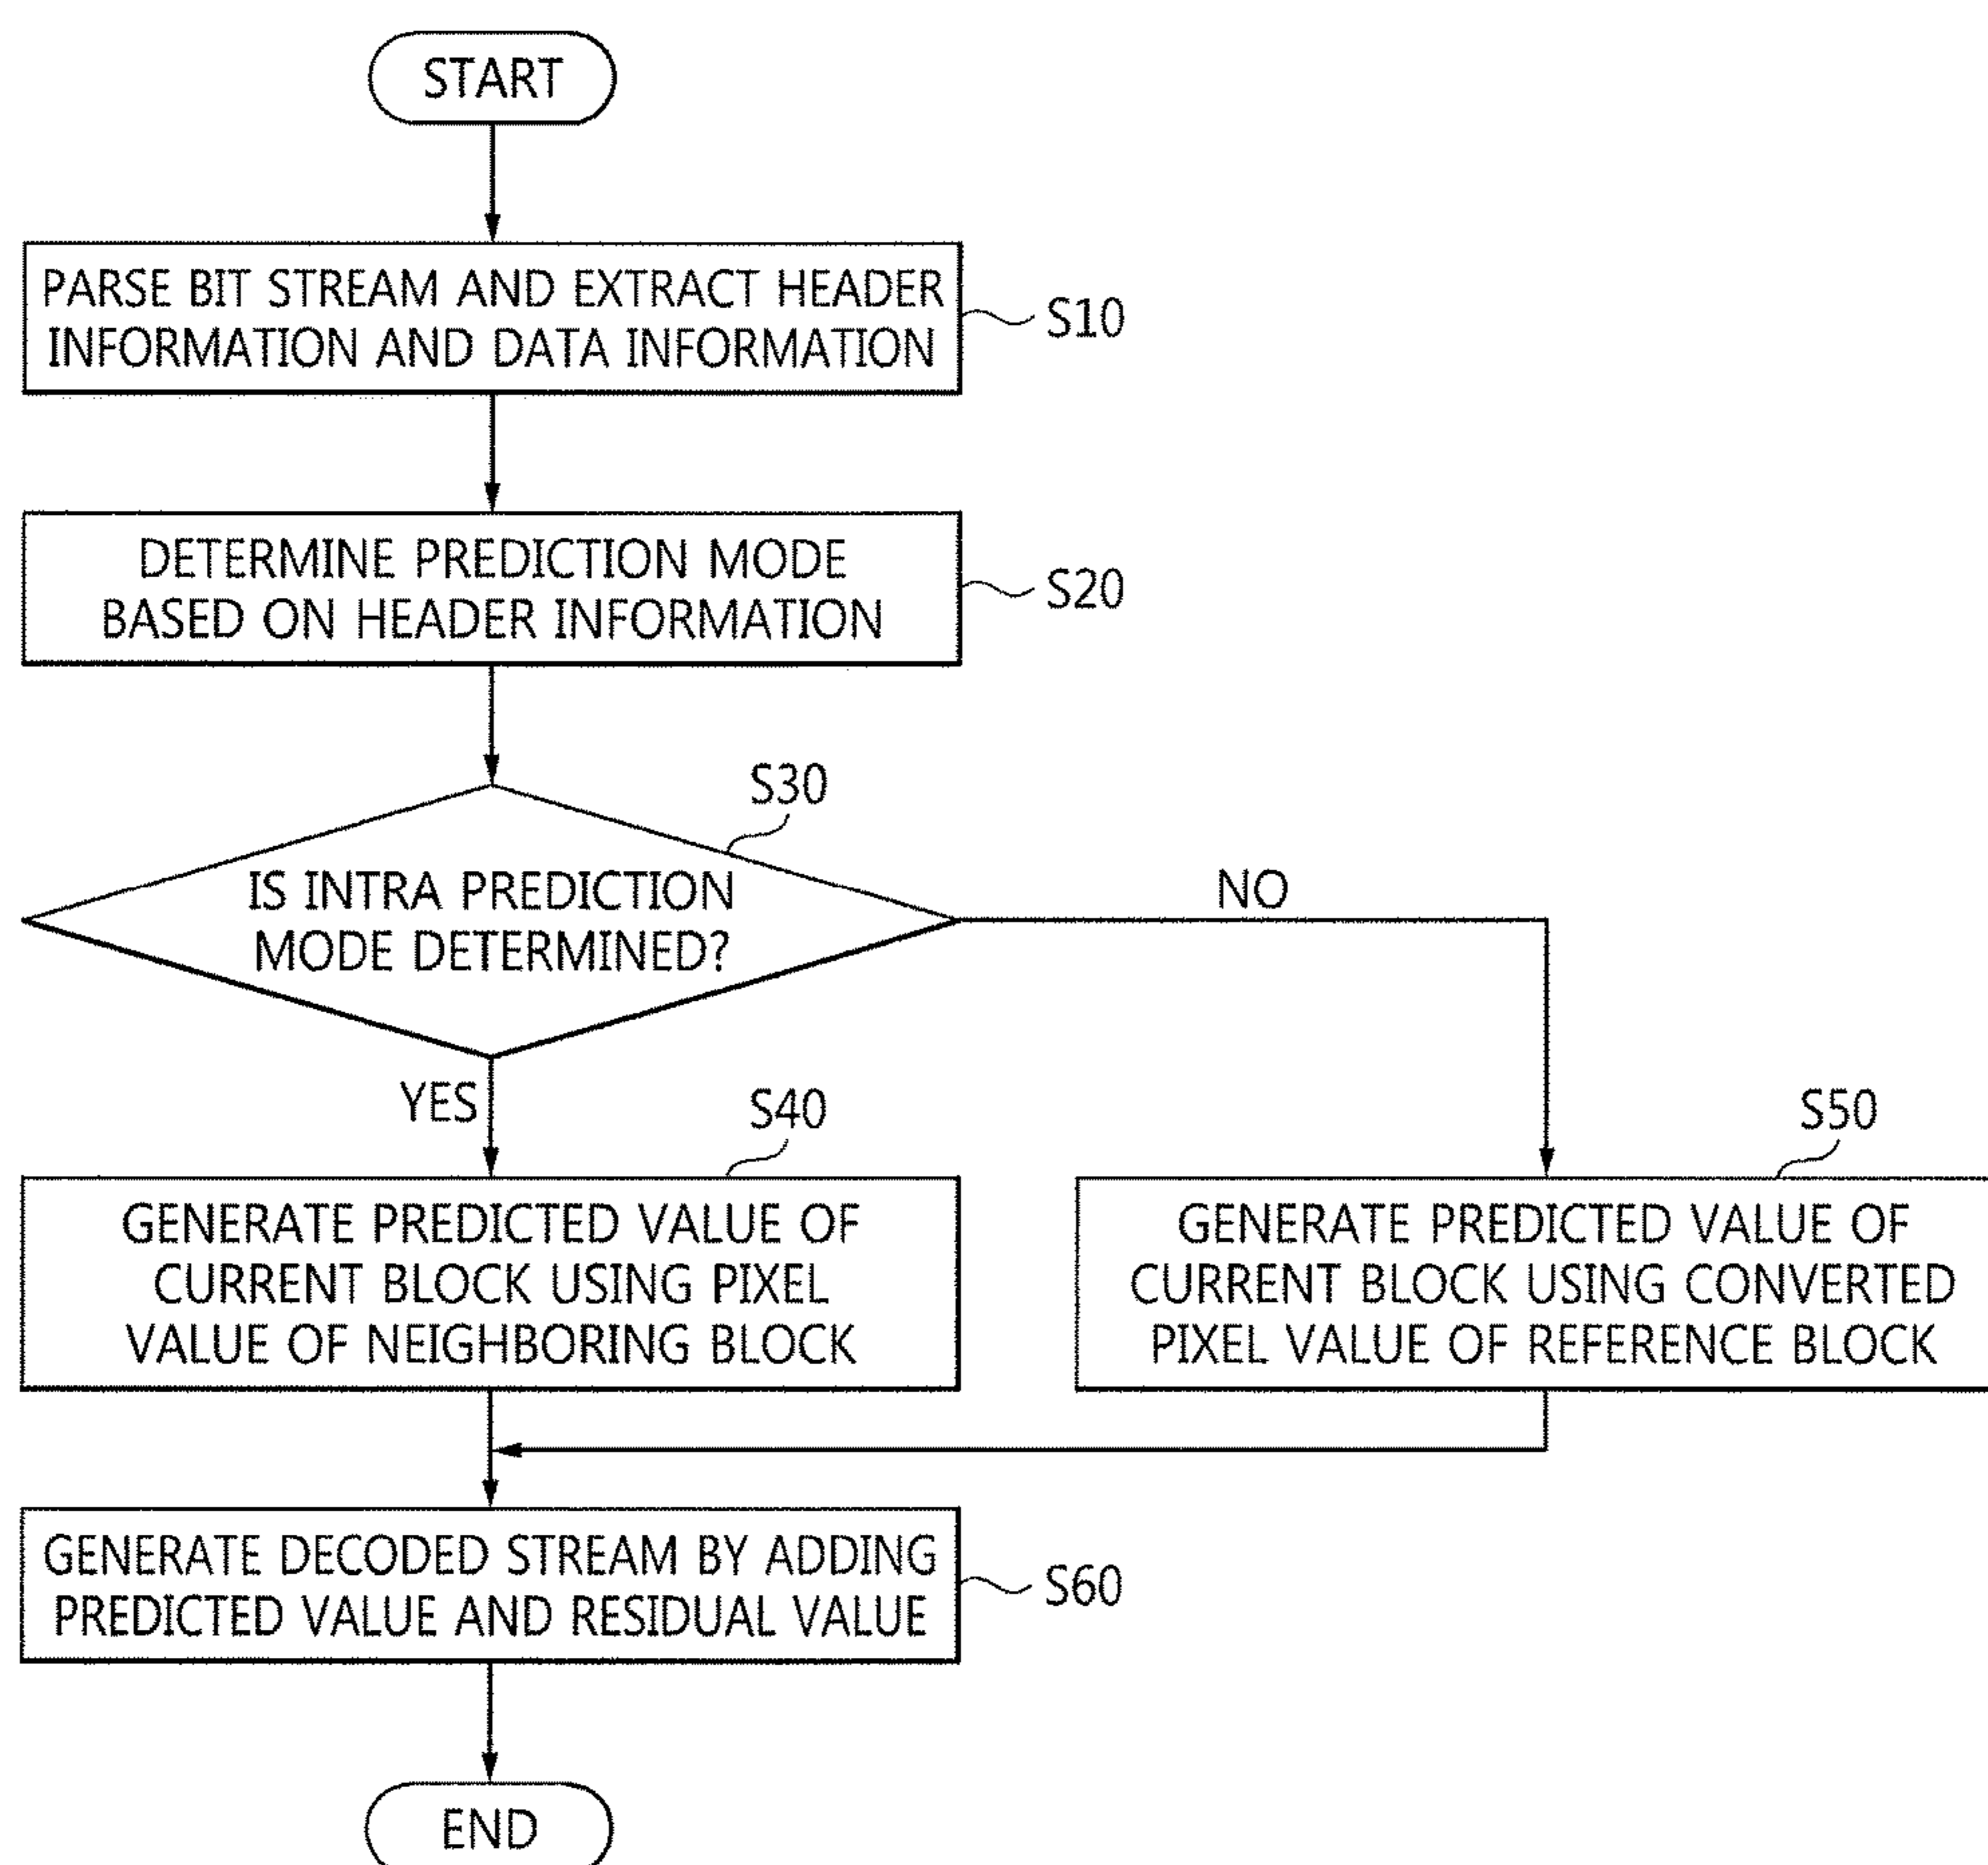 START
PARSE BIT STREAM AND EXTRACT HEADER
INFORMATION AND DATA INFORMATION
S10
DETERMINE PREDICTION MODE
BASED ON HEADER INFORMATION
S20
S30
IS INTRA PREDICTION
MODE DETERMINED?
NO
YES
S40
GENERATE PREDICTED VALUE OF
CURRENT BLOCK USING PIXEL
VALUE OF NEIGHBORING BLOCK
S50
GENERATE PREDICTED VALUE OF
CURRENT BLOCK USING CONVERTED
PIXEL VALUE OF REFERENCE BLOCK
GENERATE DECODED STREAM BY ADDING
PREDICTED VALUE AND RESIDUAL VALUE
S60
END